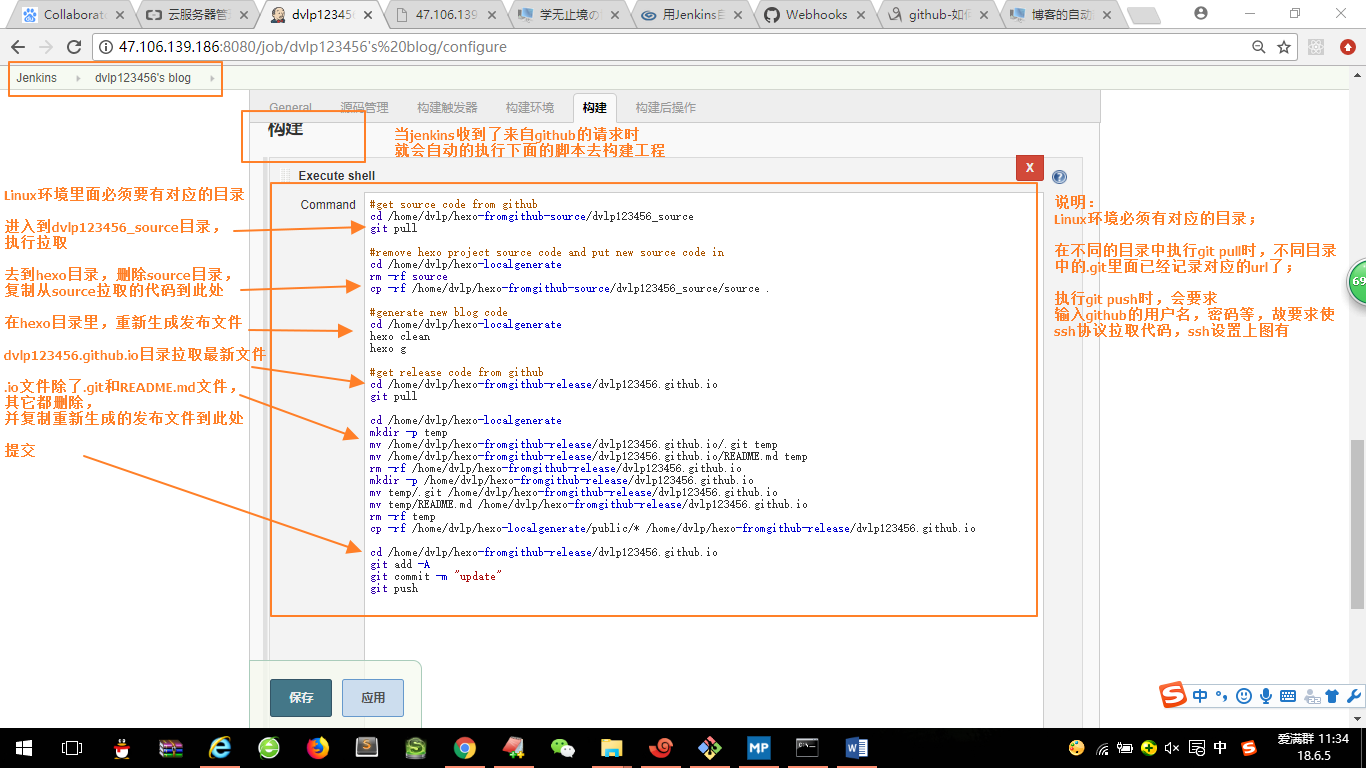 Collaborat
云服务器管
dvlp12345
47.106.139
学无止境の
用Jenkins自
Webhooks
github-如
博客的自动
47.106.139.186:8080/job/dvlp123456's%20blog/configure
Jenkins
dvlp123456's blog
General
源码管理
构建触发器
构建环境
构建
构建后操作
构建
当jenkins收到了来自github的请求时
就会自动的执行下面的脚本去构建工程
X
Execute shell
Command
#get source code from github
cd /home/dvlp/hexo-fromgithub-source/dvlp123456_source
git pull
#remove hexo project source code and put new source code in
cd /home/dvlp/hexo-localgenerate
rm -rf source
cp -rf /home/dvlp/hexo-fromgithub-source/dvlp123456_source/source .
#generate new blog code
cd /home/dvlp/hexo-localgenerate
hexo clean
hexo g
#get release code from github
cd /home/dvlp/hexo-fromgithub-release/dvlp123456.github.io
git pull
cd /home/dvlp/hexo-localgenerate
mkdir -p temp
mv /home/dvlp/hexo-fromgithub-release/dvlp123456.github.io/.git temp
mv /home/dvlp/hexo-fromgithub-release/dvlp123456.github.io/README.md temp
rm -rf /home/dvlp/hexo-fromgithub-release/dvlp123456.github.io
mkdir -p /home/dvlp/hexo-fromgithub-release/dvlp123456.github.io
mv temp/.git /home/dvlp/hexo-fromgithub-release/dvlp123456.github.io
mv temp/README.md /home/dvlp/hexo-fromgithub-release/dvlp123456.github.io
rm -rf temp
cp -rf /home/dvlp/hexo-localgenerate/public/* /home/dvlp/hexo-fromgithub-release/dvlp123456.github.io
cd /home/dvlp/hexo-fromgithub-release/dvlp123456.github.io
git add -A
git commit -m "update"
git push
Linux环境里面必须要有对应的目录
进入到dvlp123456_source目录，
执行拉取
去到hexo目录，删除source目录，
复制从source拉取的代码到此处
在hexo目录里，重新生成发布文件
dvlp123456.github.io目录拉取最新文件
.io文件除了.git和README.md文件，
其它都删除，
并复制重新生成的发布文件到此处
提交
说明：
Linux环境必须有对应的目录；
在不同的目录中执行git pull时，不同目录
中的.git里面已经记录对应的url了；
执行git push时，会要求
输入github的用户名，密码等，故要求使
ssh协议拉取代码，ssh设置上图有
69
保存
应用
中
MP
中
爱满群 11:34
18.6.5